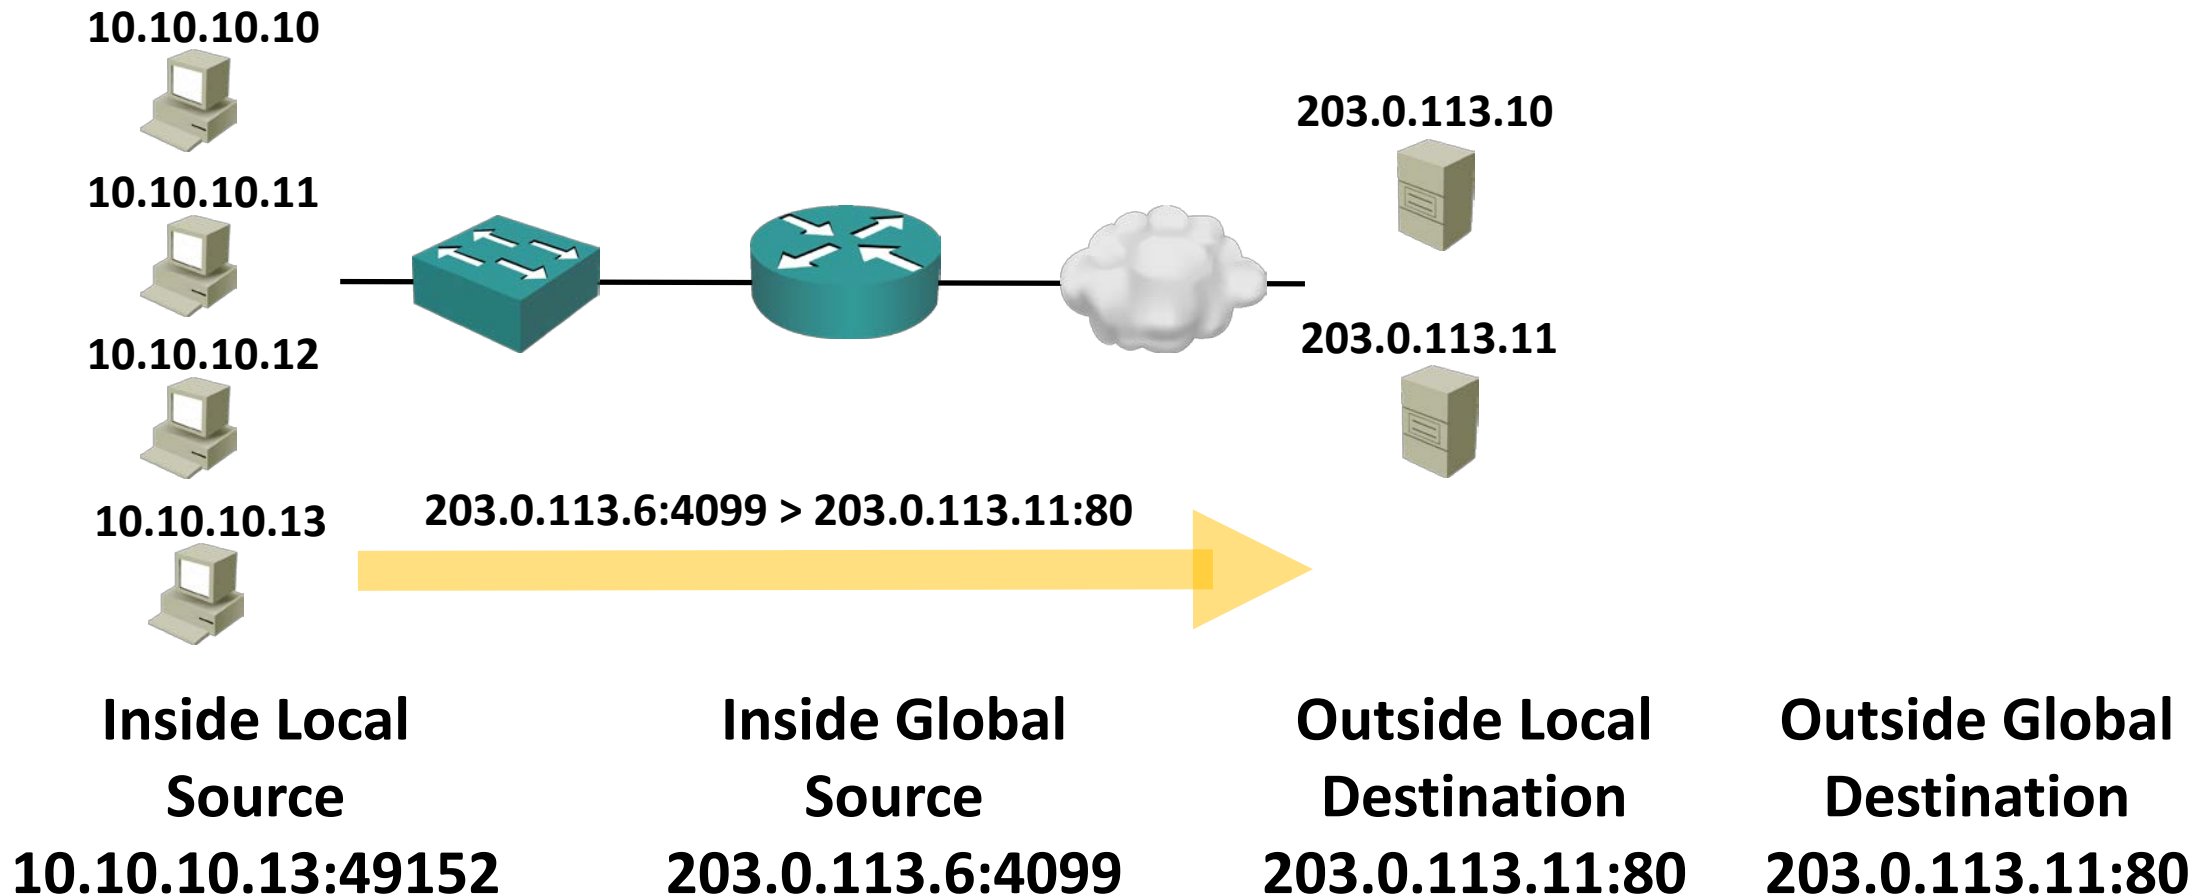 10.10.10.10
10.10.10.11
10.10.10.12
10.10.10.13
203.0.113.10
203.0.113.11
203.0.113.6:4099 > 203.0.113.11:80
Inside Local
Source
10.10.10.13:49152
Inside Global
Source
203.0.113.6:4099
Outside Local
Destination
203.0.113.11:80
Outside Global
Destination
203.0.113.11:80